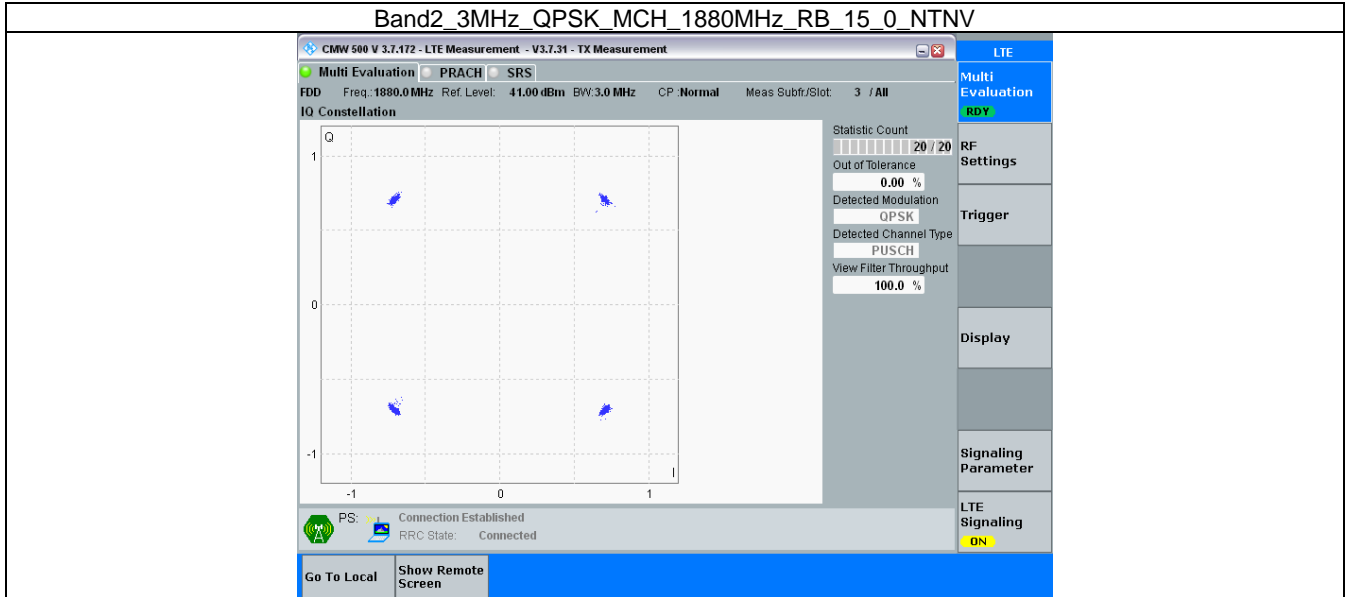 Band2_3MHz_QPSK_MCH_1880MHz_RB_15_0_NTNV
CMW 500 V 3.7.172 - LTE Measurement - V3.7.31 - TX Measurement
LTE
Multi Evaluation PRACH SRS
FDD Freq.:1880.0 MHz Ref. Level: 41.00 dBm BW:3.0 MHz CP :Normal Meas Subfr/Slot: 3 / All
IQ Constellation
Q
1
0
-1
I
-1 0 1
Statistic Count
20 / 20
Out of Tolerance
0.00 %
Detected Modulation
QPSK
Detected Channel Type
PUSCH
View Filter Throughput
100.0 %
Multi
Evaluation
RDY
RF
Settings
Trigger
Display
Signaling
Parameter
LTE
Signaling
ON
PS: Connection Established
RRC State: Connected
Go To Local
Show Remote
Screen